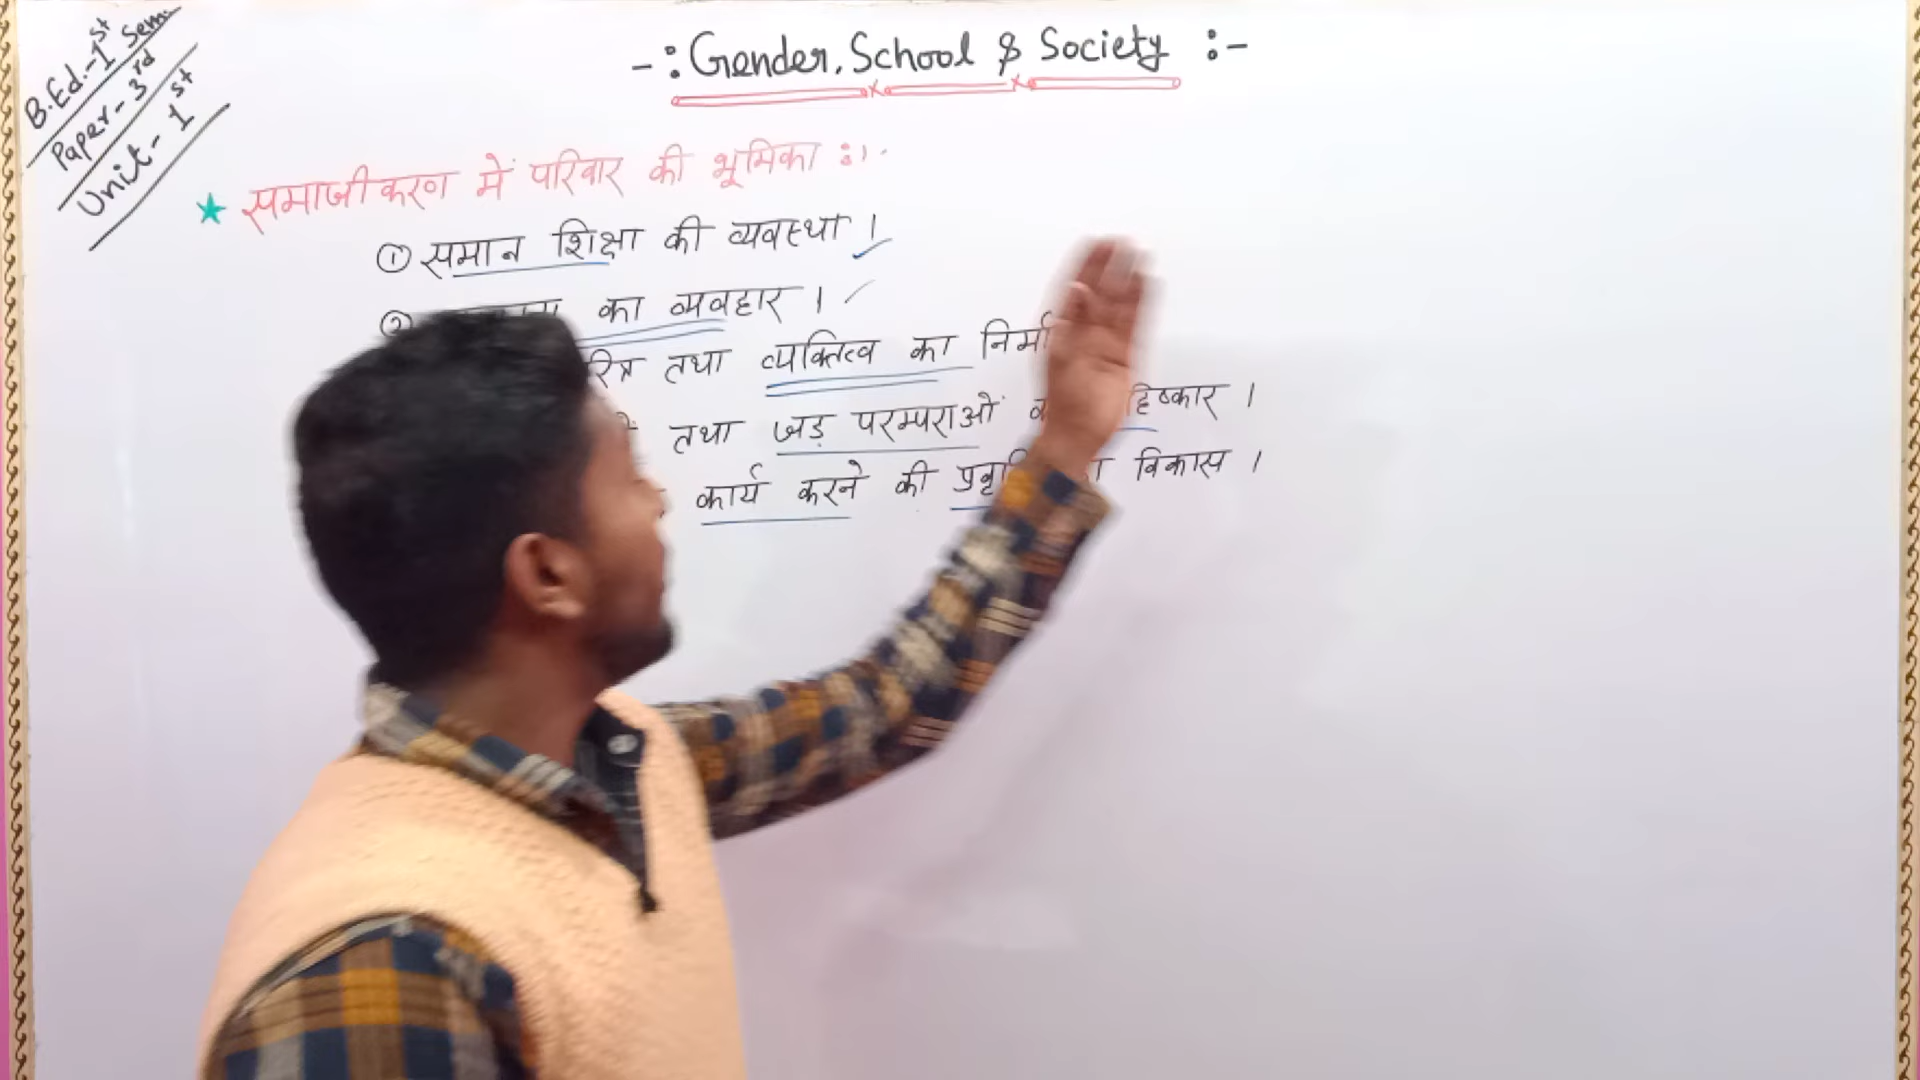 B.Ed.-1st Sem.
Paper-3rd
Unit-1st
-: Gender, School & Society :-
★ समाजीकरण में परिवार की भूमिका :-
① समान शिक्षा की व्यवस्था ।
② का व्यवहार ।
तथा व्यक्तित्व का
तथा जड़ परम्पराओं
कार्य करने की विकास ।